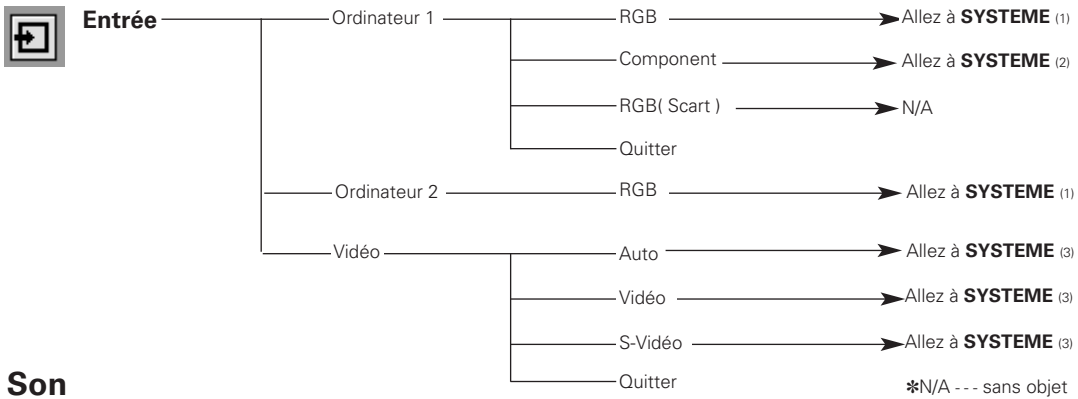 Entrée Ordinateur 1 RGB Allez à SYSTEME (1)
Component Allez à SYSTEME (2)
RGB( Scart ) N/A
Quitter
Ordinateur 2 RGB Allez à SYSTEME (1)
Vidéo Auto Allez à SYSTEME (3)
Vidéo Allez à SYSTEME (3)
S-Vidéo Allez à SYSTEME (3)
Quitter
✽N/A - - - sans objet
Son